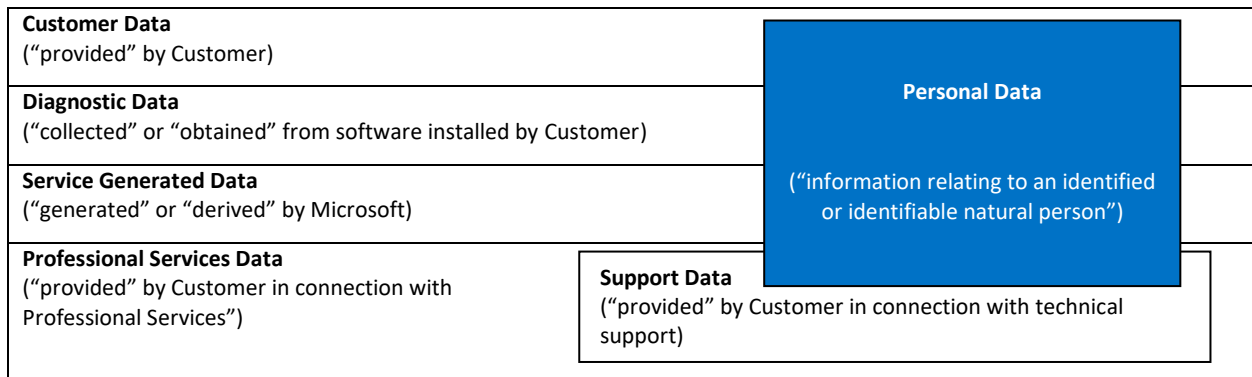 Customer Data
(“provided” by Customer)
Diagnostic Data
(“collected” or “obtained” from software installed by Customer)
Service Generated Data
(“generated” or “derived” by Microsoft)
Professional Services Data
(“provided” by Customer in connection with
Professional Services”)
Support Data
(“provided” by Customer in connection with technical
support)
Personal Data
(“information relating to an identified
or identifiable natural person”)